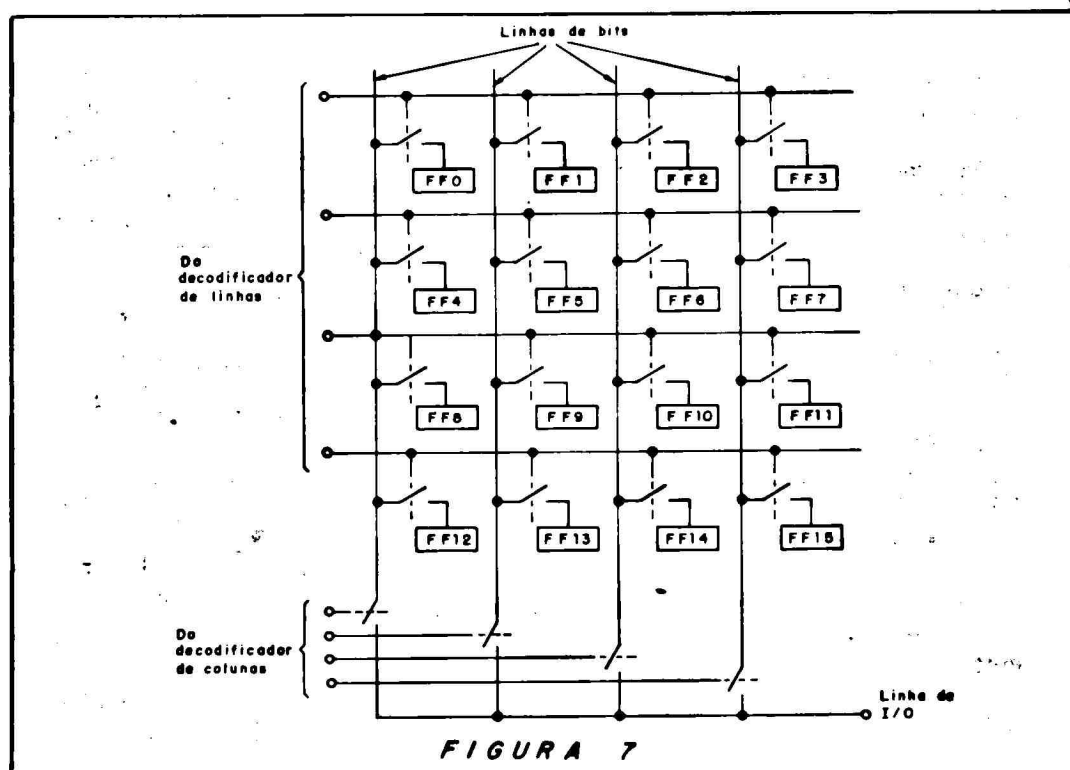 Linhas de bits
FF0 FF1 FF2 FF3
Do
decodificador
de linhas
FF4 FF5 FF6 FF7
FF8 FF9 FF10 FF11
FF12 FF13 FF14 FF15
Do
decodificador
de colunas
Linha de
I/O
FIGURA 7